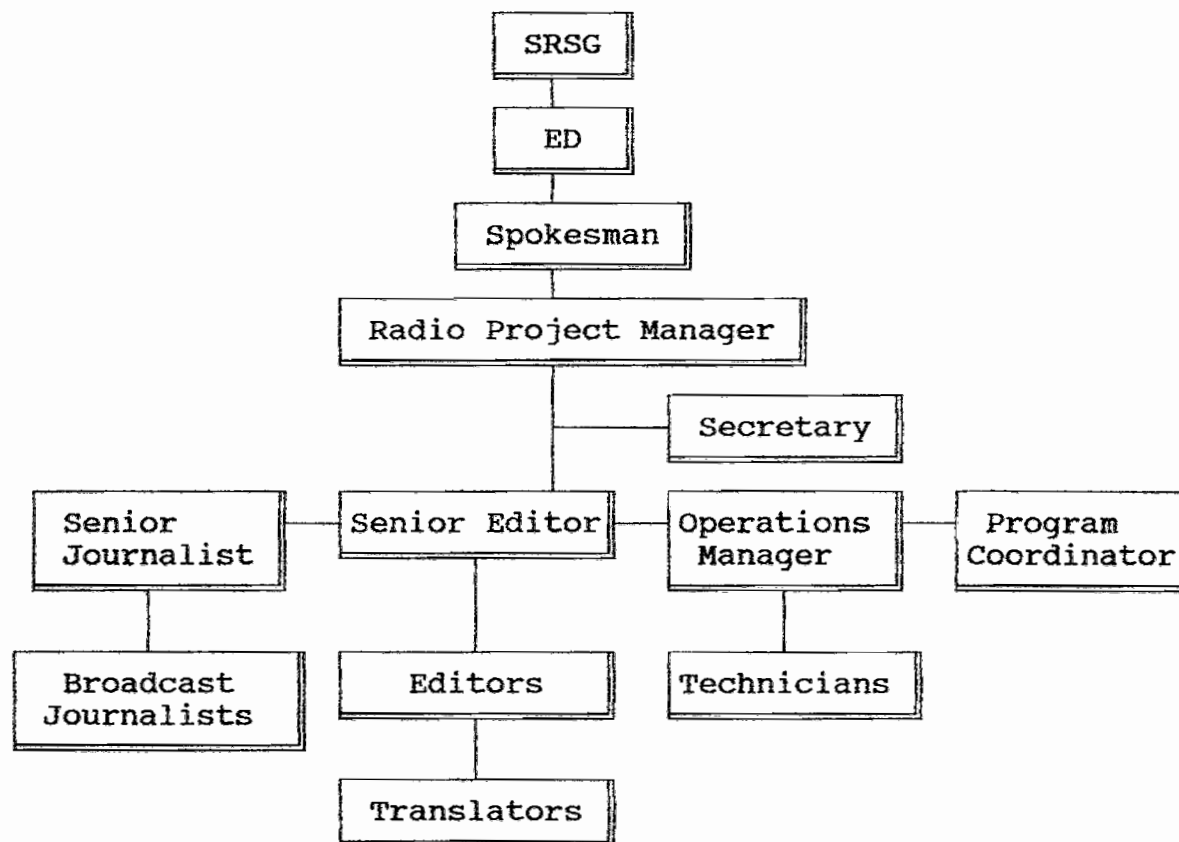 SRSG
ED
Spokesman
Radio Project Manager
Secretary
Senior
Journalist
Senior Editor
Operations
Manager
Program
Coordinator
Broadcast
Journalists
Editors
Technicians
Translators